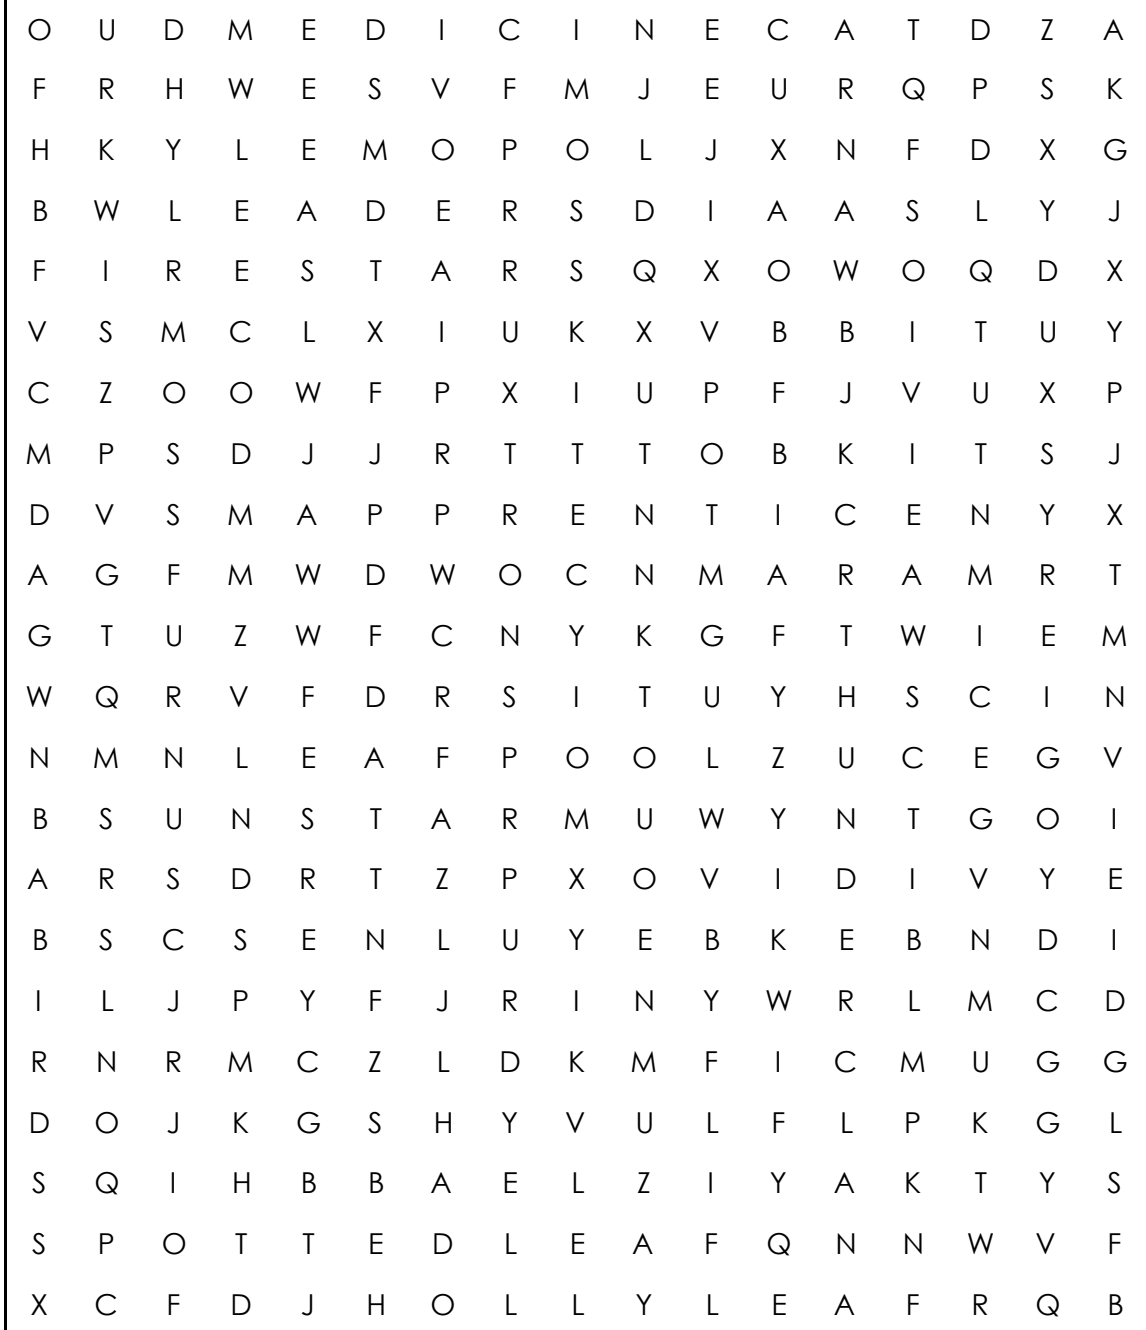 O U D M E D I C I N E C A T D Z A
F R H W E S V F M J E U R Q P S K
H K Y L E M O P O L J X N F D X G
B W L E A D E R S D I A A S L Y J
F I R E S T A R S Q X O W O Q D X
V S M C L X I U K X V B B I T U Y
C Z O O W F P X I U P F J V U X P
M P S D J J R T T T O B K I T S J
D V S M A P P R E N T I C E N Y X
A G F M W D W O C N M A R A M R T
G T U Z W F C N Y K G F T W I E M
W Q R V F D R S I T U Y H S C I N
N M N L E A F P O O L Z U C E G V
B S U N S T A R M U W Y N T G O I
A R S D R T Z P X O V I D I V Y E
B S C S E N L U Y E B K E B N D I
I L J P Y F J R I N Y W R L M C D
R N R M C Z L D K M F I C M U G G
D O J K G S H Y V U L F L P K G L
S Q I H B B A E L Z I Y A K T Y S
S P O T T E D L E A F Q N N W V F
X C F D J H O L L Y L E A F R Q B